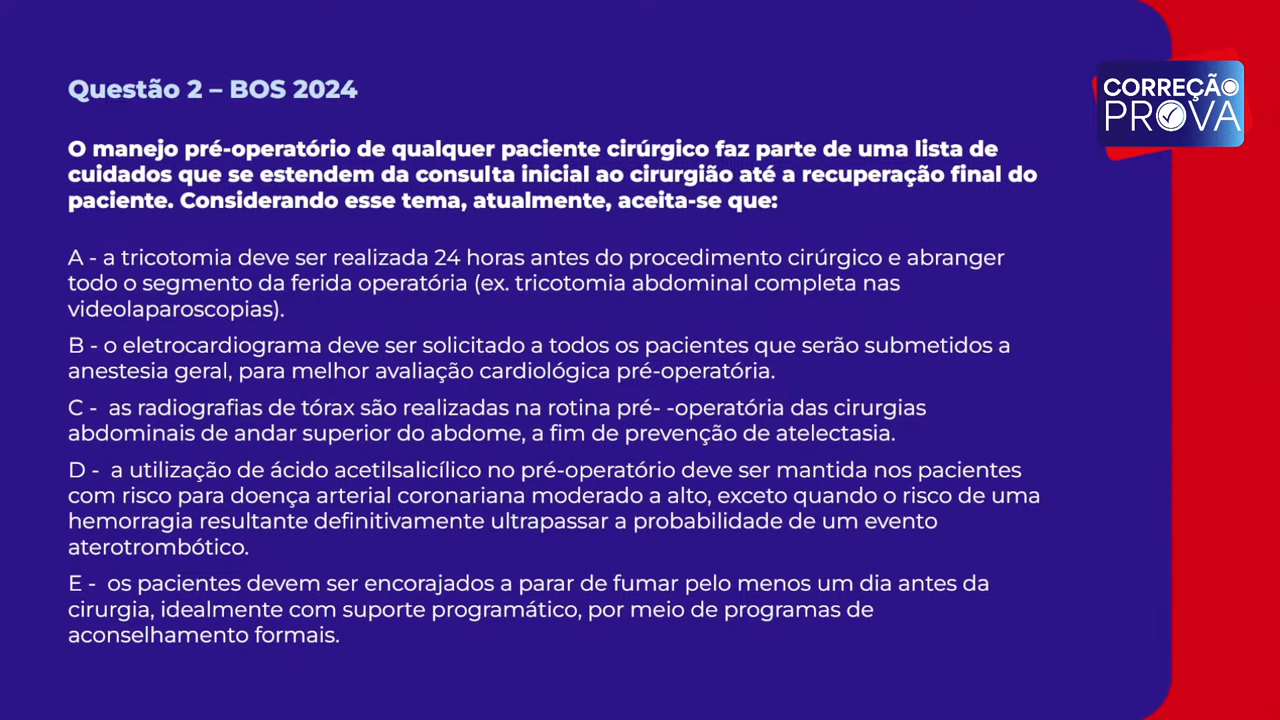 Questão 2 – BOS 2024
CORREÇÃO
PROVA
O manejo pré-operatório de qualquer paciente cirúrgico faz parte de uma lista de
cuidados que se estendem da consulta inicial ao cirurgião até a recuperação final do
paciente. Considerando esse tema, atualmente, aceita-se que:
A - a tricotomia deve ser realizada 24 horas antes do procedimento cirúrgico e abranger
todo o segmento da ferida operatória (ex. tricotomia abdominal completa nas
videolaparoscopias).
B - o eletrocardiograma deve ser solicitado a todos os pacientes que serão submetidos a
anestesia geral, para melhor avaliação cardiológica pré-operatória.
C -  as radiografias de tórax são realizadas na rotina pré- -operatória das cirurgias
abdominais de andar superior do abdome, a fim de prevenção de atelectasia.
D -  a utilização de ácido acetilsalicílico no pré-operatório deve ser mantida nos pacientes
com risco para doença arterial coronariana moderado a alto, exceto quando o risco de uma
hemorragia resultante definitivamente ultrapassar a probabilidade de um evento
aterotrombótico.
E -  os pacientes devem ser encorajados a parar de fumar pelo menos um dia antes da
cirurgia, idealmente com suporte programático, por meio de programas de
aconselhamento formais.